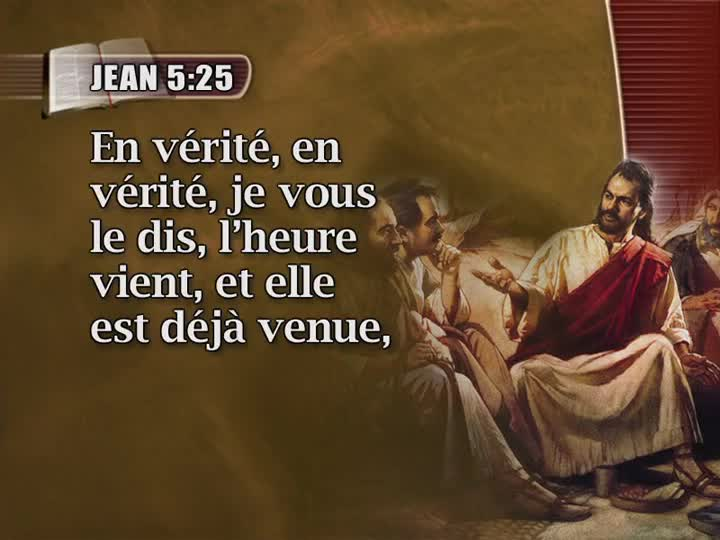 JEAN 5:25
En vérité, en
vérité, je vous
le dis, l’heure
vient, et elle
est déjà venue,